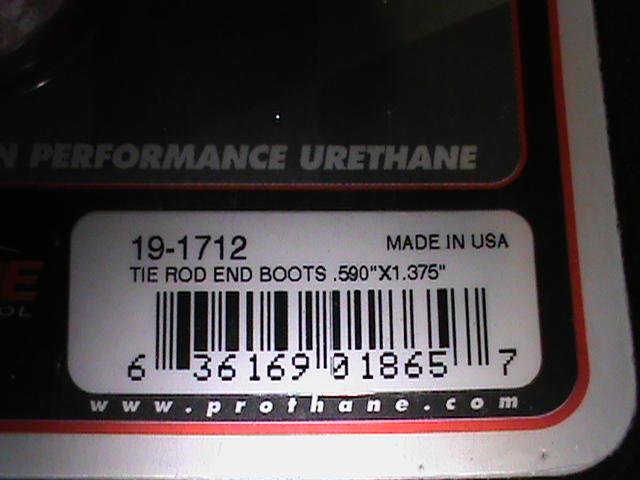 N PERFORMANCE URETHANE
19-1712
MADE IN USA
TIE ROD END BOOTS .590"X1.375"
E
OL
6 36169 01865 7
www.prothane.com